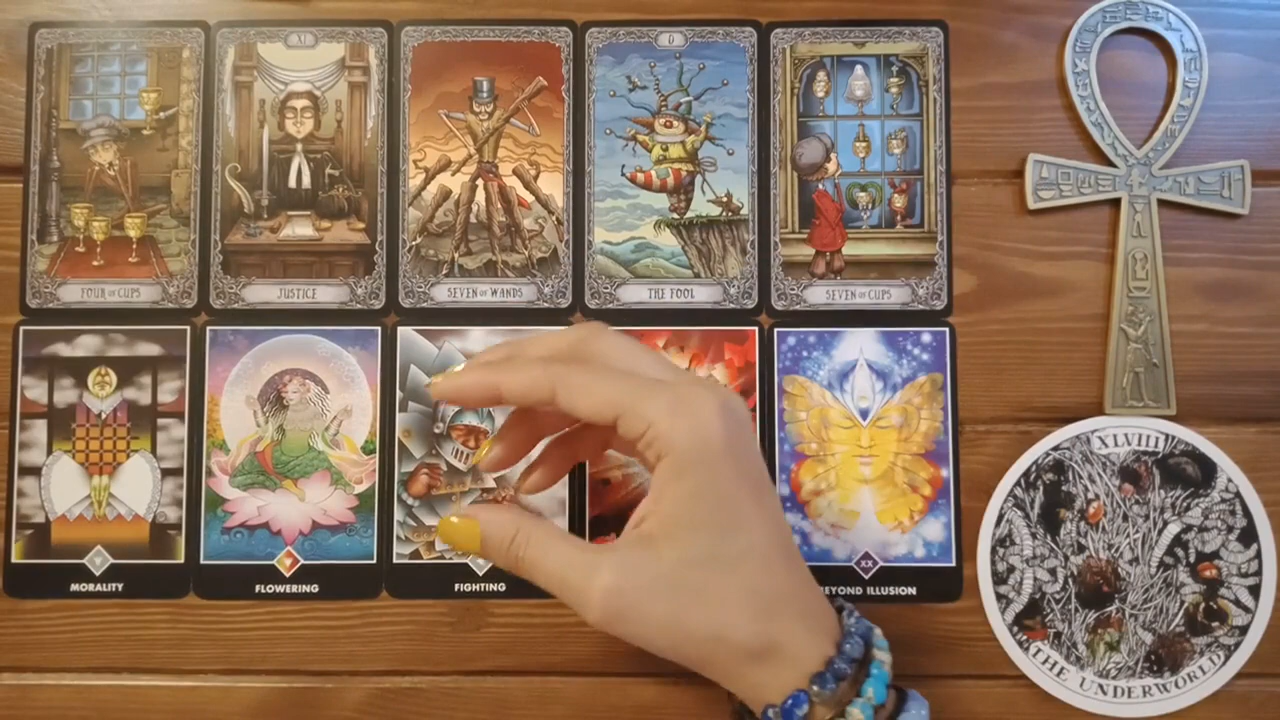 FOUR OF CUPS
XI
JUSTICE
SEVEN OF WANDS
0
THE FOOL
SEVEN OF CUPS
MORALITY
FLOWERING
FIGHTING
XX
BEYOND ILLUSION
XLVIII
THE UNDERWORLD